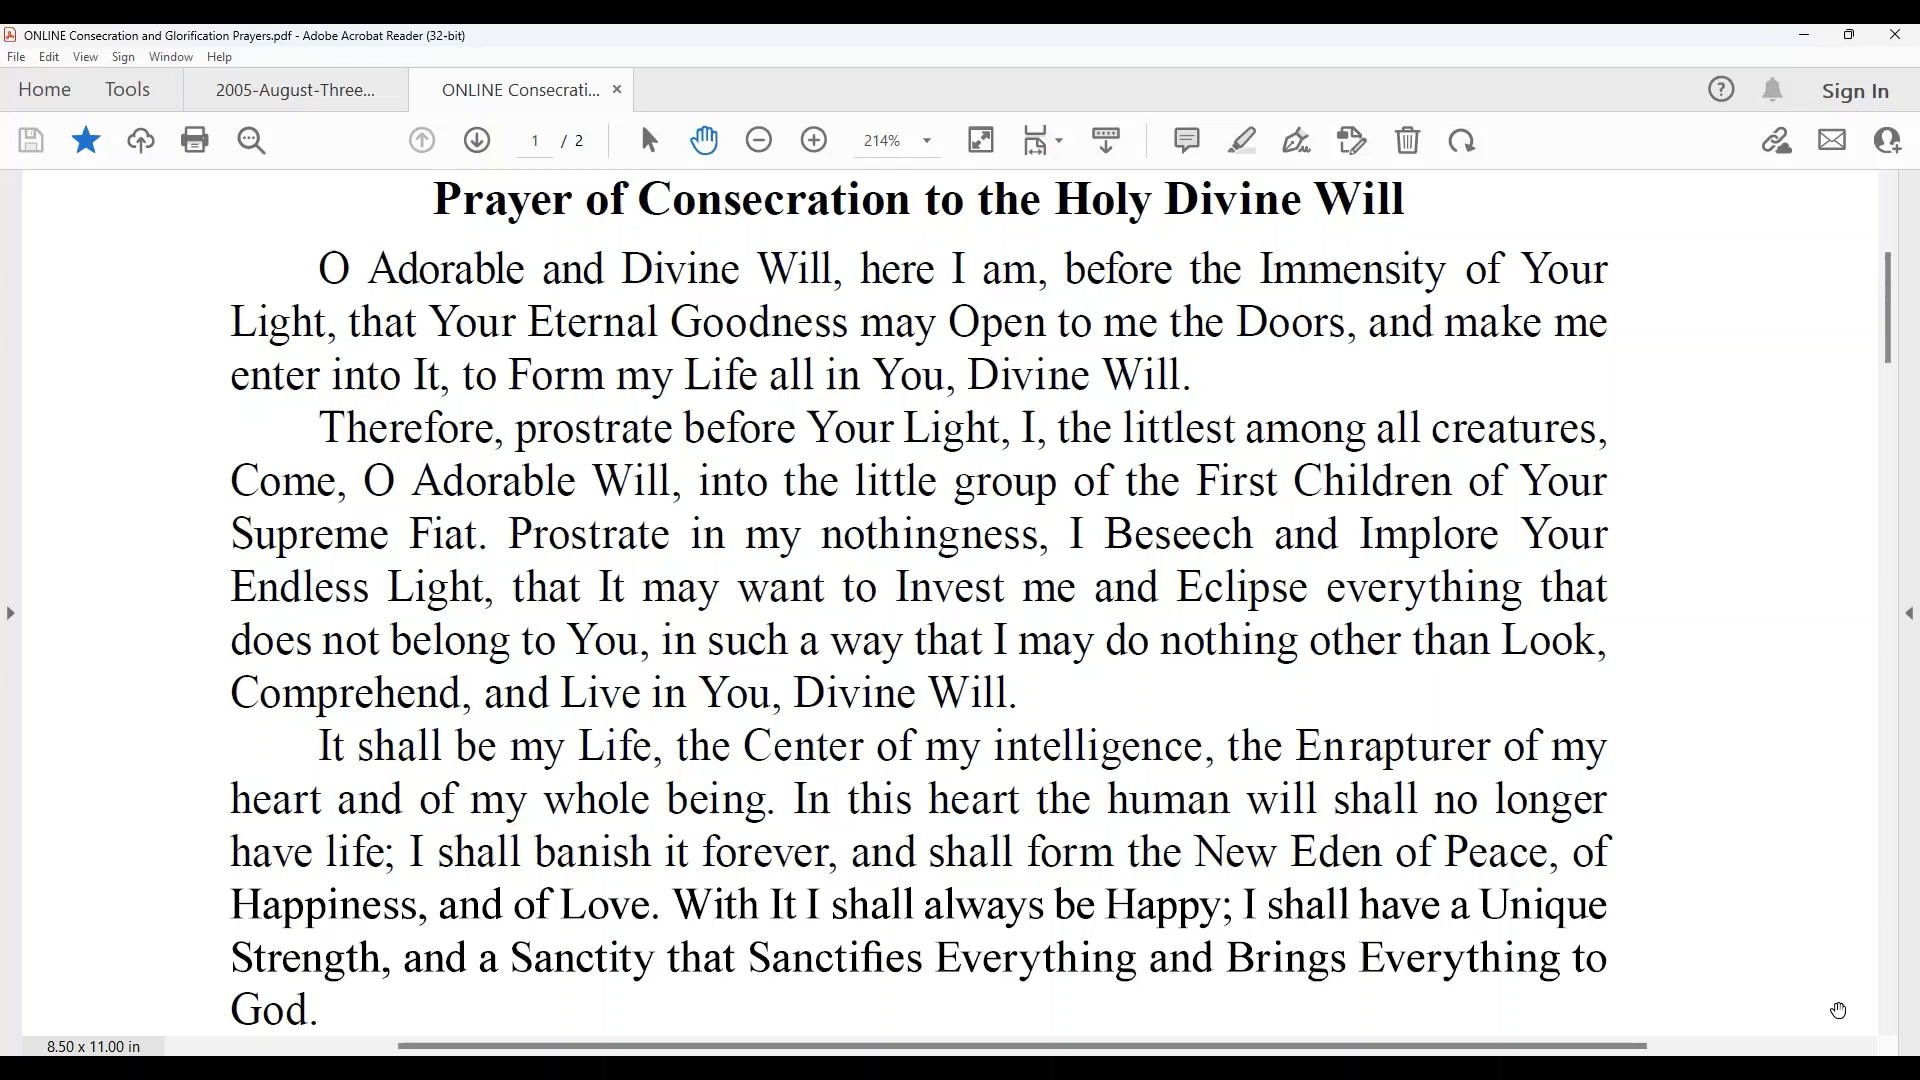 ONLINE Consecration and Glorification Prayers.pdf - Adobe Acrobat Reader (32-bit)
File Edit View Sign Window Help
Home Tools 2005-August-Three... ONLINE Consecrati... × Sign In
1 / 2 214%
Prayer of Consecration to the Holy Divine Will
O Adorable and Divine Will, here I am, before the Immensity of Your
Light, that Your Eternal Goodness may Open to me the Doors, and make me
enter into It, to Form my Life all in You, Divine Will.
Therefore, prostrate before Your Light, I, the littlest among all creatures,
Come, O Adorable Will, into the little group of the First Children of Your
Supreme Fiat. Prostrate in my nothingness, I Beseech and Implore Your
Endless Light, that It may want to Invest me and Eclipse everything that
does not belong to You, in such a way that I may do nothing other than Look,
Comprehend, and Live in You, Divine Will.
It shall be my Life, the Center of my intelligence, the Enrapturer of my
heart and of my whole being. In this heart the human will shall no longer
have life; I shall banish it forever, and shall form the New Eden of Peace, of
Happiness, and of Love. With It I shall always be Happy; I shall have a Unique
Strength, and a Sanctity that Sanctifies Everything and Brings Everything to
God.
8.50 x 11.00 in